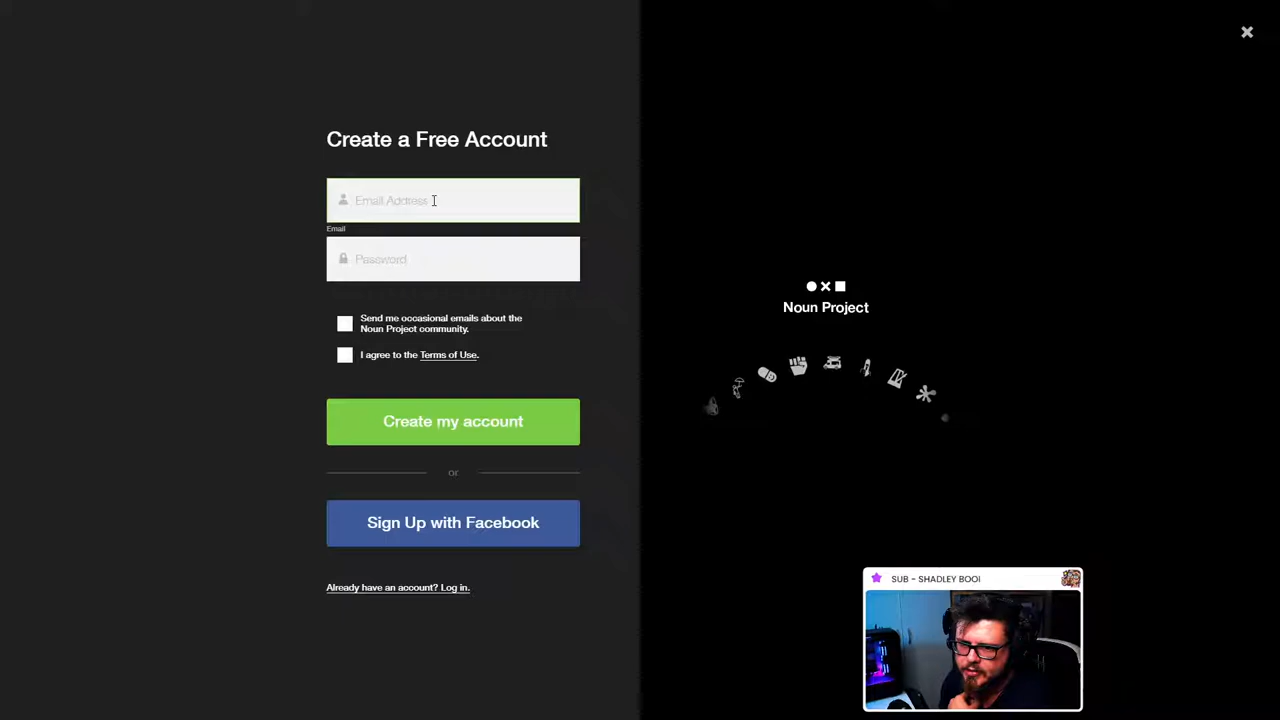 Create a Free Account
Email Address
Email
Password
Send me occasional emails about the
Noun Project community.
I agree to the Terms of Use.
Create my account
or
Sign Up with Facebook
Already have an account? Log in.
Noun Project
SUB - SHADLEY BOOI